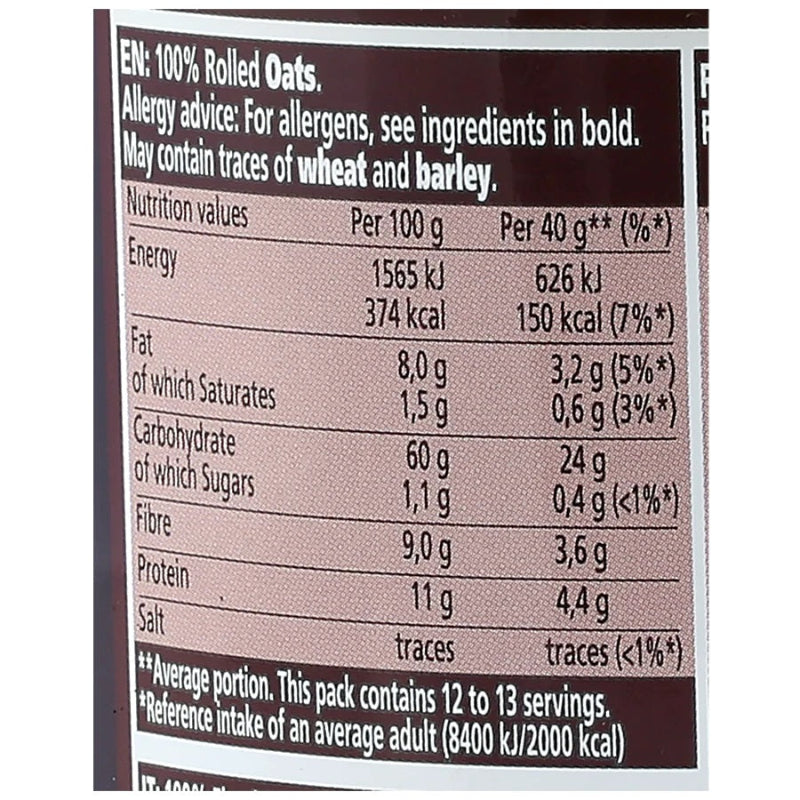 EN: 100% Rolled Oats.
Allergy advice: For allergens, see ingredients in bold.
May contain traces of wheat and barley.
Nutrition values Per 100 g Per 40 g** (%*)
Energy 1565 kJ 626 kJ
374 kcal 150 kcal (7%*)
Fat 8,0 g 3,2 g (5%*)
of which Saturates 1,5 g 0,6 g (3%*)
Carbohydrate 60 g 24 g
of which Sugars 1,1 g 0,4 g (<1%*)
Fibre 9,0 g 3,6 g
Protein 11 g 4,4 g
Salt traces traces (<1%*)
**Average portion. This pack contains 12 to 13 servings.
*Reference intake of an average adult (8400 kJ/2000 kcal)
IT: 100%